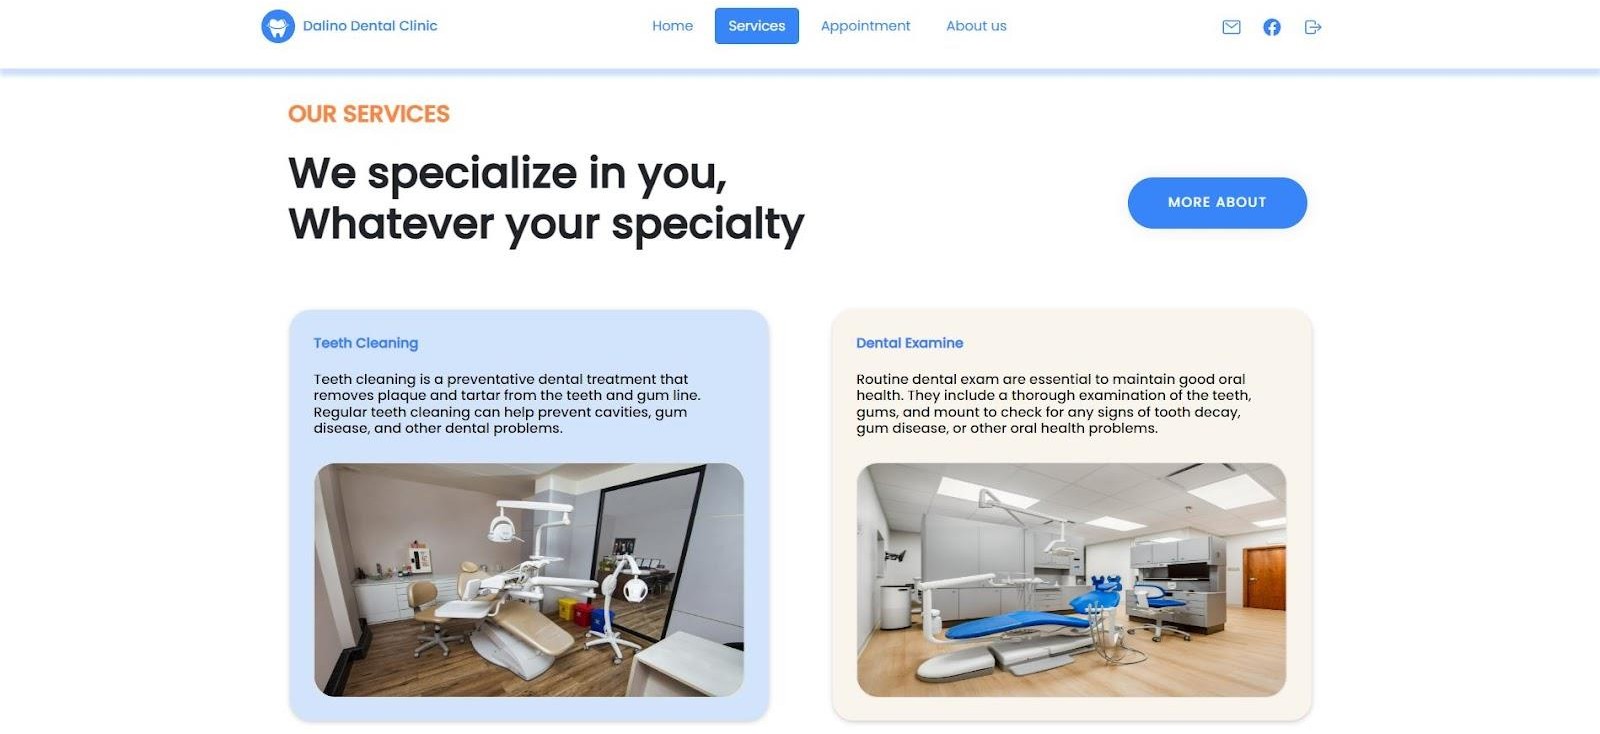 Dalino Dental Clinic
Home
Services
Appointment
About us
OUR SERVICES
We specialize in you,
Whatever your specialty
MORE ABOUT
Teeth Cleaning
Teeth cleaning is a preventative dental treatment that
removes plaque and tartar from the teeth and gum line.
Regular teeth cleaning can help prevent cavities, gum
disease, and other dental problems.
Dental Examine
Routine dental exam are essential to maintain good oral
health. They include a thorough examination of the teeth,
gums, and mount to check for any signs of tooth decay,
gum disease, or other oral health problems.